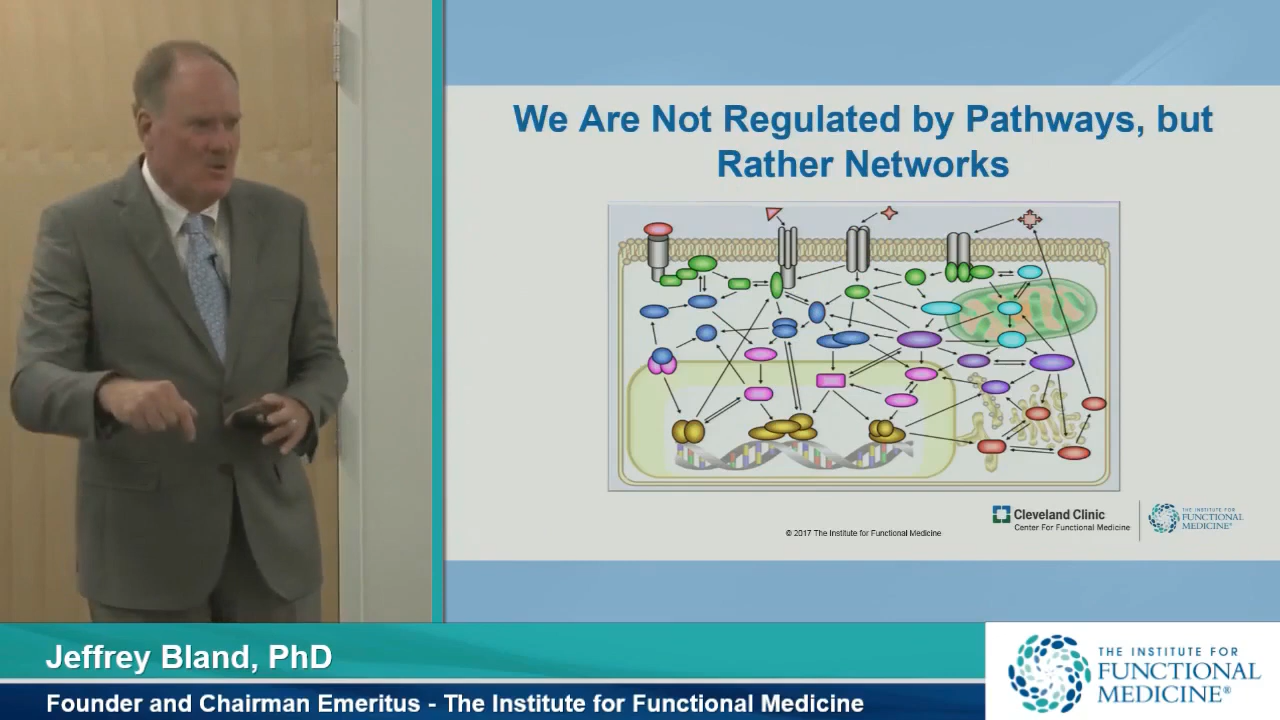 We Are Not Regulated by Pathways, but
Rather Networks
Cleveland Clinic
Center For Functional Medicine
THE INSTITUTE FOR
FUNCTIONAL
MEDICINE®
© 2017 The Institute for Functional Medicine
Jeffrey Bland, PhD
Founder and Chairman Emeritus - The Institute for Functional Medicine
THE INSTITUTE FOR
FUNCTIONAL
MEDICINE®